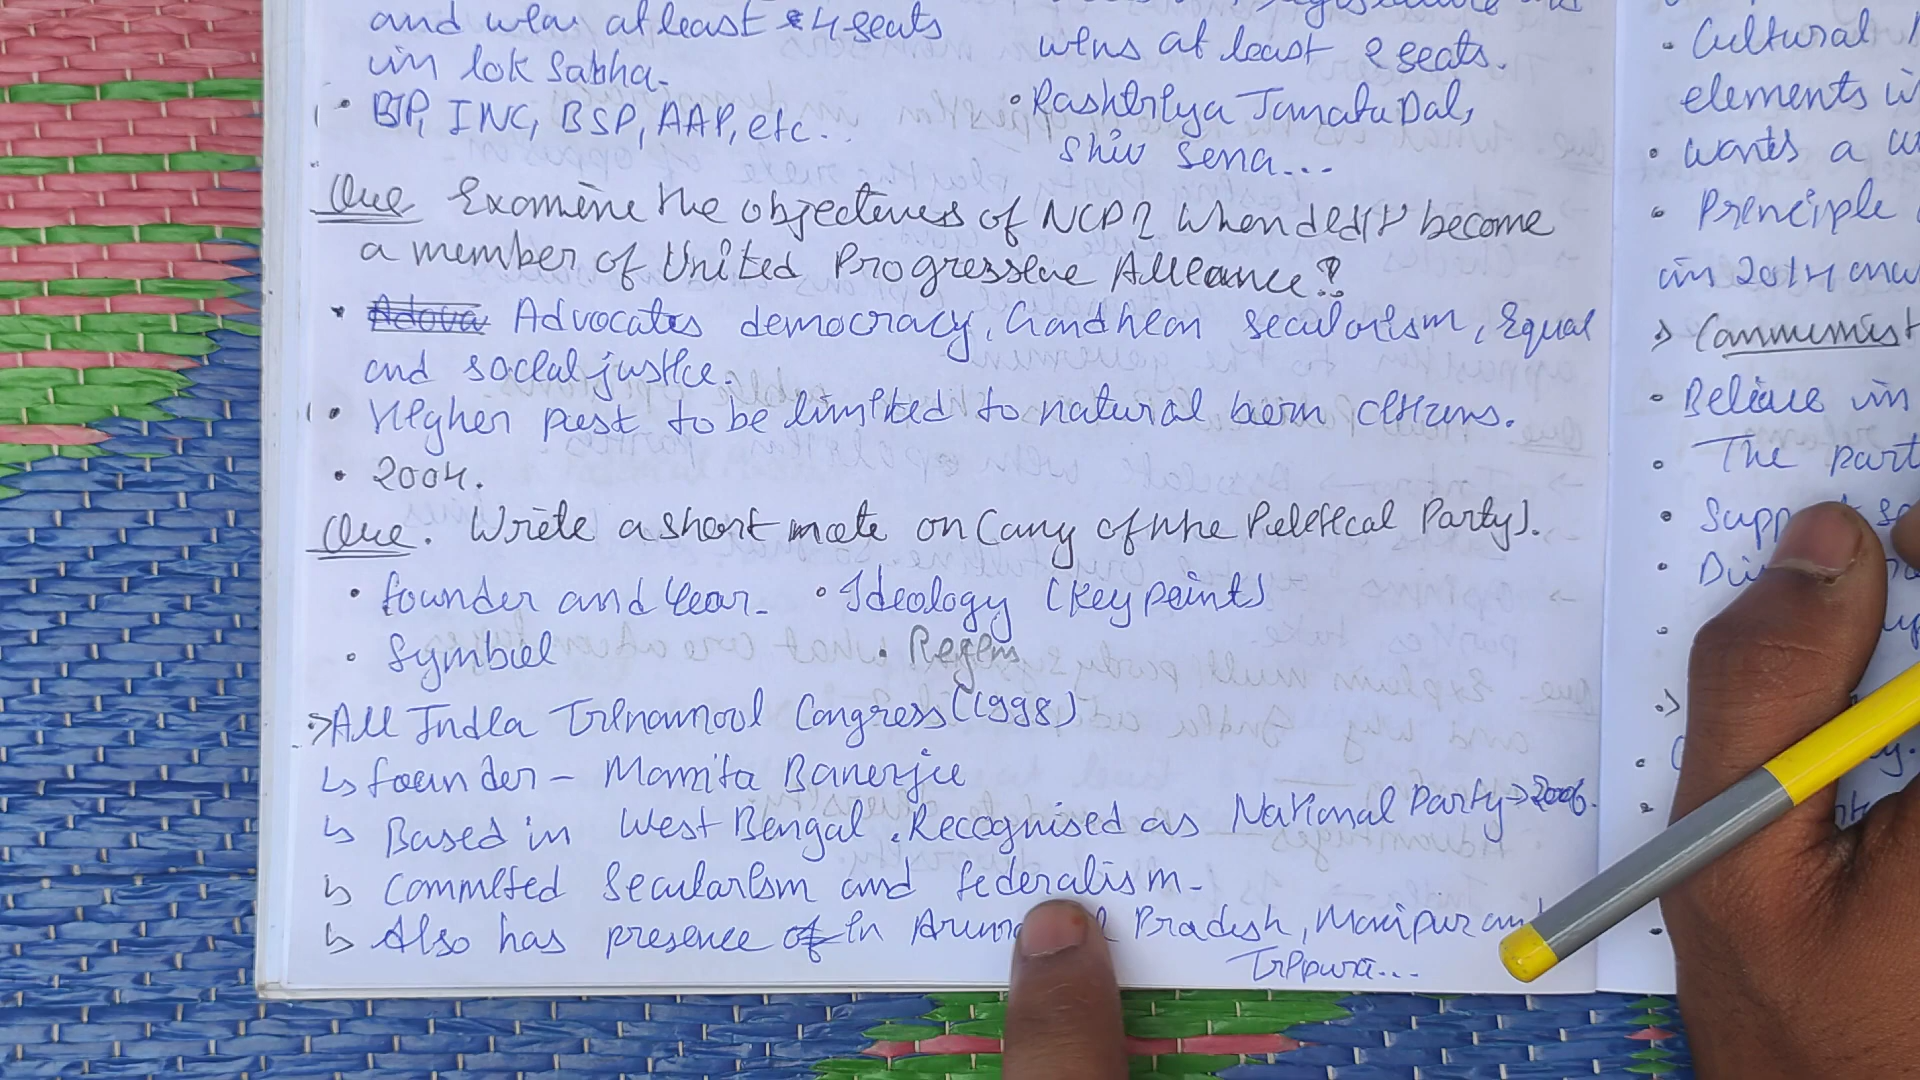 and wins at least 4 seats
in lok Sabha.
• BJP, INC, BSP, AAP, etc.
wins at least 2 seats.
• Rashtriya Janata Dal,
Shiv Sena...
Que Examine the objectives of NCP? When did it become
a member of United Progressive Alliance?
• Advocates democracy, Gandhian secularism, Equal
and social justice.
• Higher post to be limited to natural born citizens.
• 2004.
Que. Write a short note on (any of the Political Party).
• founder and Year. • Ideology (key point)
• Symbol • Region
→ All India Trinamool Congress (1998)
↳ founder – Mamita Banerjee
↳ Based in West Bengal. Recognised as National Party → 2006.
↳ Commited Secularism and federalism.
↳ Also has presence in Pradesh, Manipur and
Tripura...
• Cultural
elements
• wants a
• Principle
in 2014 and
→ Communist
• Believe in
• The part
•